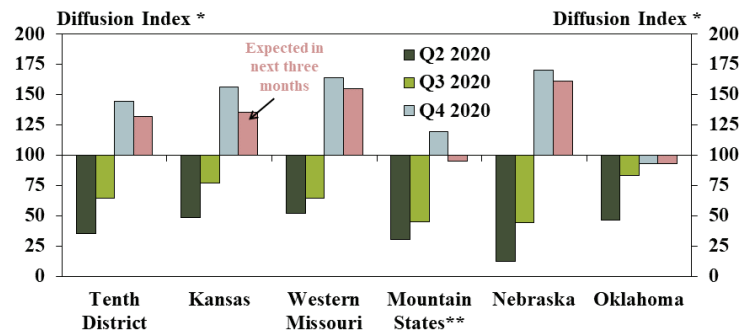 Diffusion Index *
Diffusion Index *
200
175
150
125
100
75
50
25
0
Expected in
next three
months
Q2 2020
Q3 2020
Q4 2020
200
175
150
125
100
75
50
25
0
Tenth
District
Kansas
Western
Missouri
Mountain
States**
Nebraska
Oklahoma